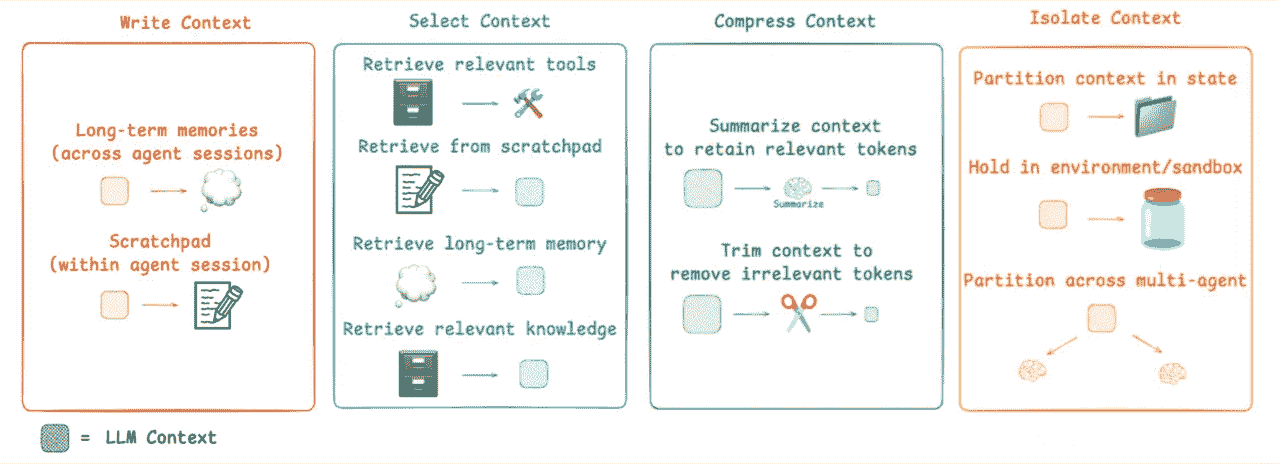 Write Context
Long-term memories
(across agent sessions)
Scratchpad
(within agent session)
Select Context
Retrieve relevant tools
Retrieve from scratchpad
Retrieve long-term memory
Retrieve relevant knowledge
Compress Context
Summarize context
to retain relevant tokens
Summarize
Trim context to
remove irrelevant tokens
Isolate Context
Partition context in state
Hold in environment/sandbox
Partition across multi-agent
= LLM Context